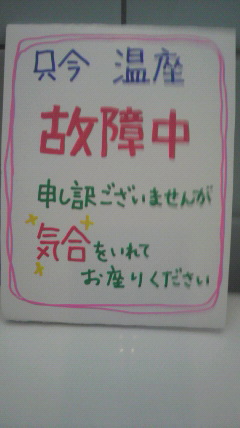 只今 温座
故障中
申し訳ございませんが
気合をいれて
お座りください